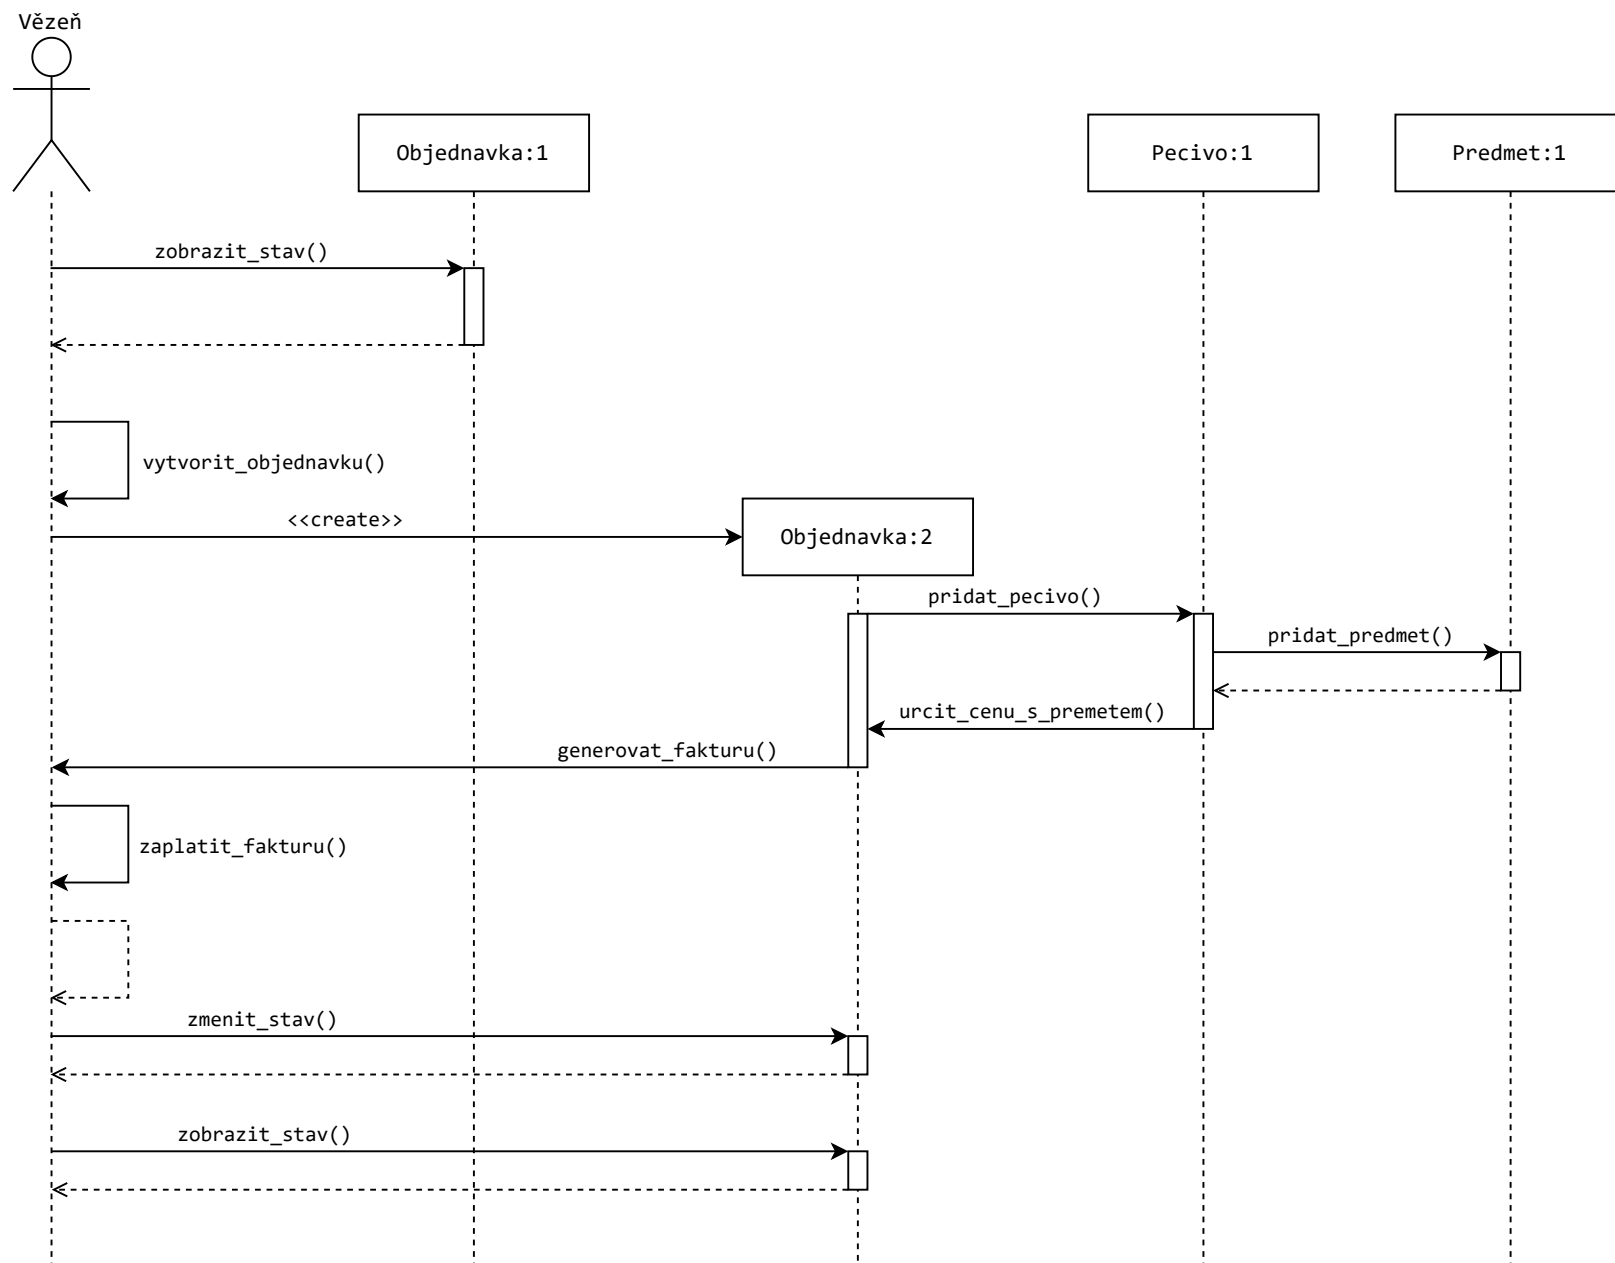 Vězeň
Objednavka:1
Pecivo:1
Predmet:1
zobrazit_stav()
vytvorit_objednavku()
<<create>>
Objednavka:2
pridat_pecivo()
pridat_predmet()
urcit_cenu_s_premetem()
generovat_fakturu()
zaplatit_fakturu()
zmenit_stav()
zobrazit_stav()